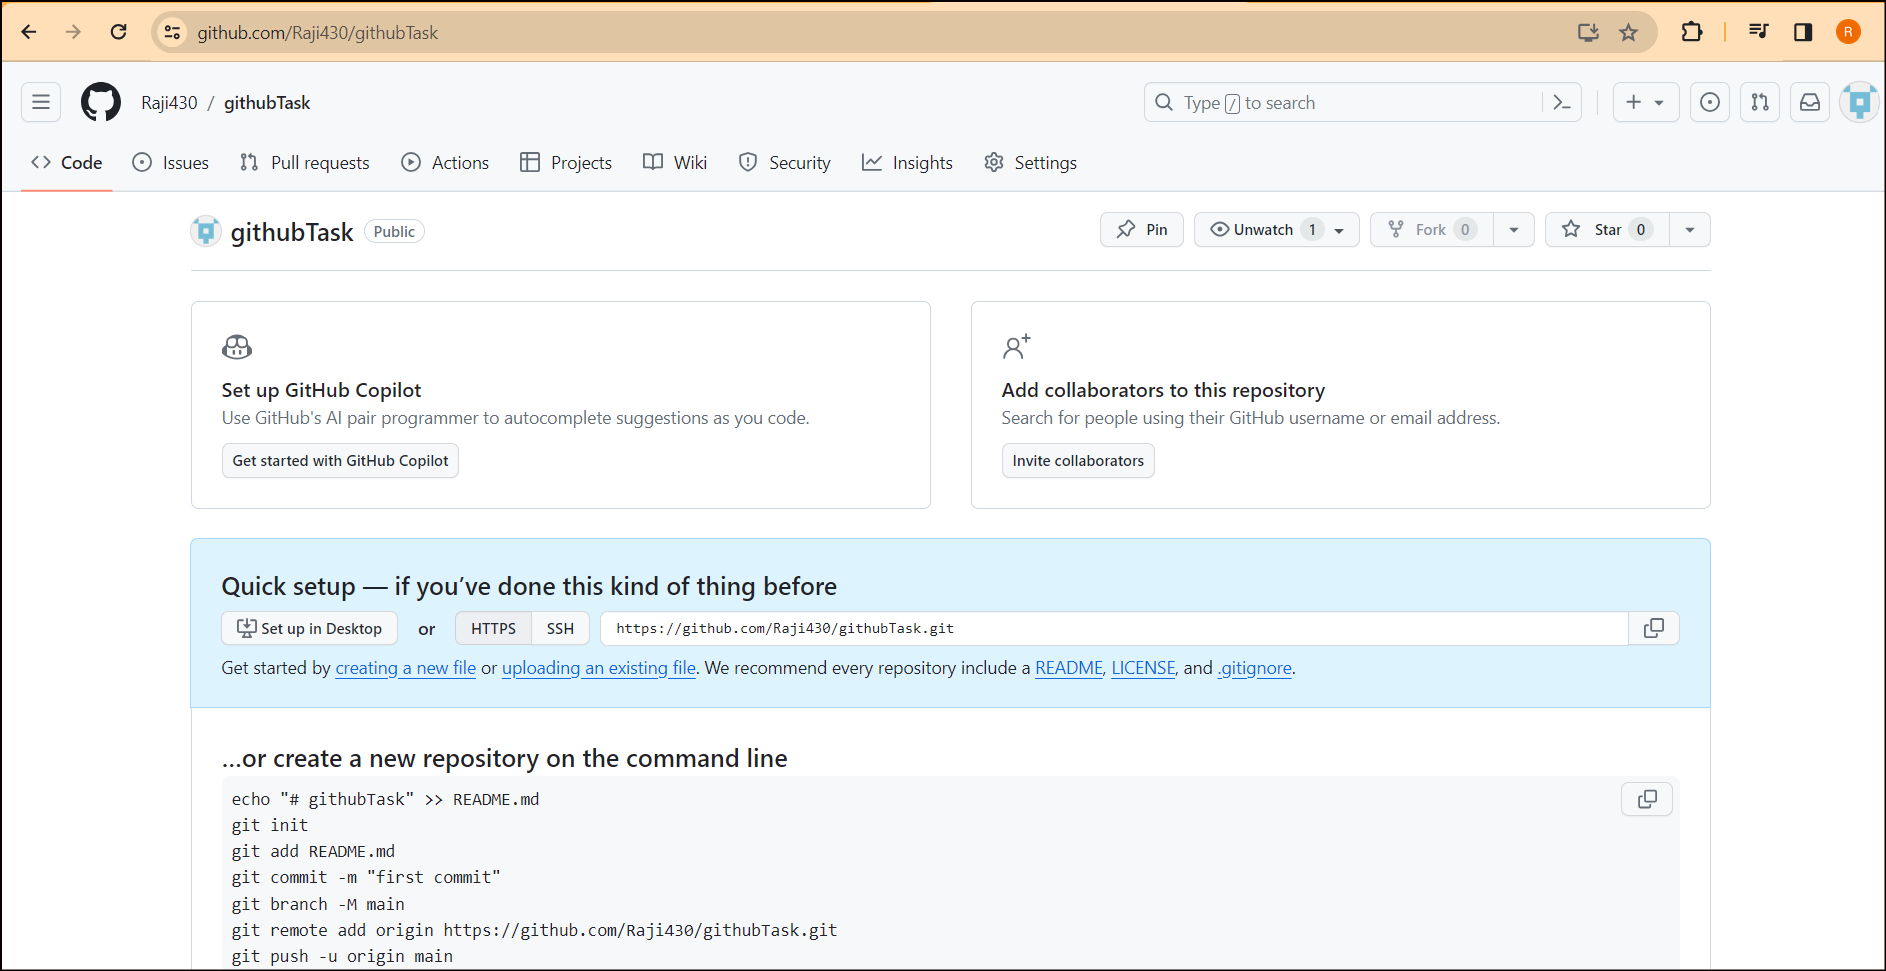 github.com/Raji430/githubTask
R
Raji430 / githubTask
Type / to search
Code Issues Pull requests Actions Projects Wiki Security Insights Settings
githubTask Public
Pin Unwatch 1 Fork 0 Star 0
Set up GitHub Copilot
Use GitHub's AI pair programmer to autocomplete suggestions as you code.
Get started with GitHub Copilot
Add collaborators to this repository
Search for people using their GitHub username or email address.
Invite collaborators
Quick setup — if you’ve done this kind of thing before
Set up in Desktop or HTTPS SSH https://github.com/Raji430/githubTask.git
Get started by creating a new file or uploading an existing file. We recommend every repository include a README, LICENSE, and .gitignore.
…or create a new repository on the command line
echo "# githubTask" >> README.md
git init
git add README.md
git commit -m "first commit"
git branch -M main
git remote add origin https://github.com/Raji430/githubTask.git
git push -u origin main